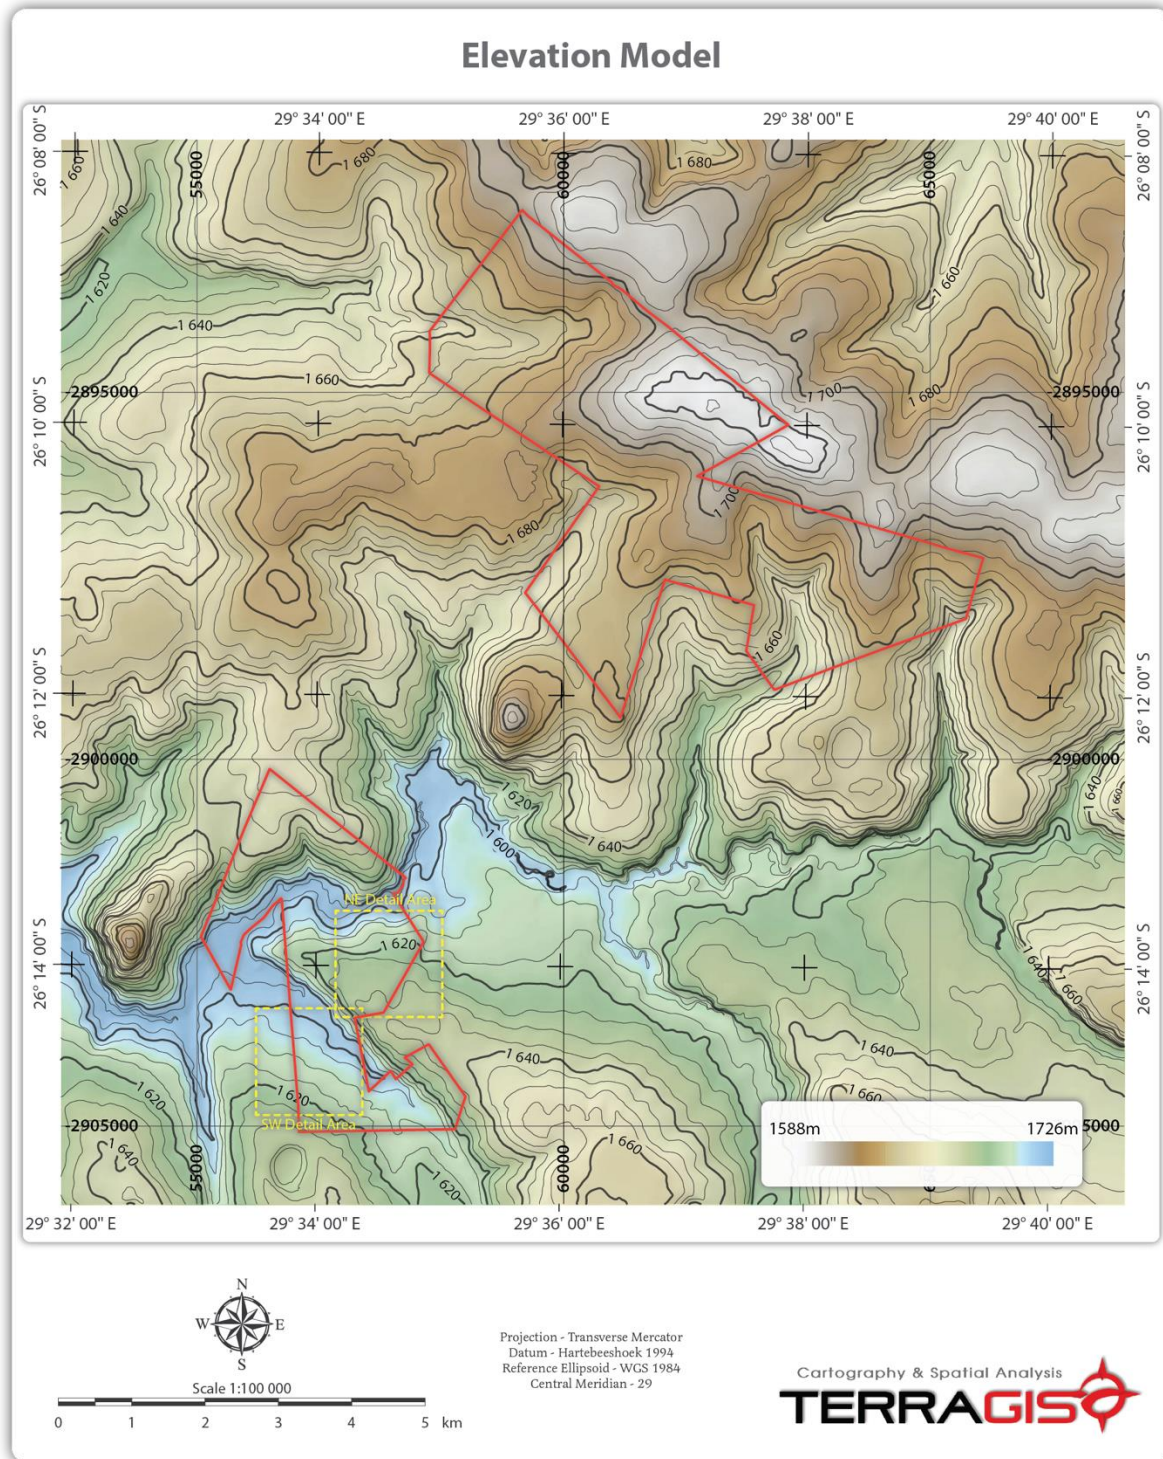 Elevation Model
29° 34' 00" E
29° 36' 00" E
29° 38' 00" E
29° 40' 00" E
26° 08' 00" S
26° 08' 00" S
55000
60000
65000
1 660
1 680
1 680
1 640
1 620
1 660
1 640
1 660
1 700
1 680
-2895000
-2895000
26° 10' 00" S
26° 10' 00" S
1 700
1 680
1 660
26° 12' 00" S
26° 12' 00" S
-2900000
-2900000
1 620
1 600
1 640
1 640
1 660
NE Detail Area
1 620
1 640
1 660
26° 14' 00" S
26° 14' 00" S
1 640
1 640
1 660
1 620
1 620
SW Detail Area
-2905000
5000
1588m
1726m
1 640
1 660
1 620
55000
60000
29° 32' 00" E
29° 34' 00" E
29° 36' 00" E
29° 38' 00" E
29° 40' 00" E
N
W
E
S
Scale 1:100 000
0 1 2 3 4 5 km
Projection - Transverse Mercator
Datum - Hartebeeshoek 1994
Reference Ellipsoid - WGS 1984
Central Meridian - 29
Cartography & Spatial Analysis
TERRAGIS